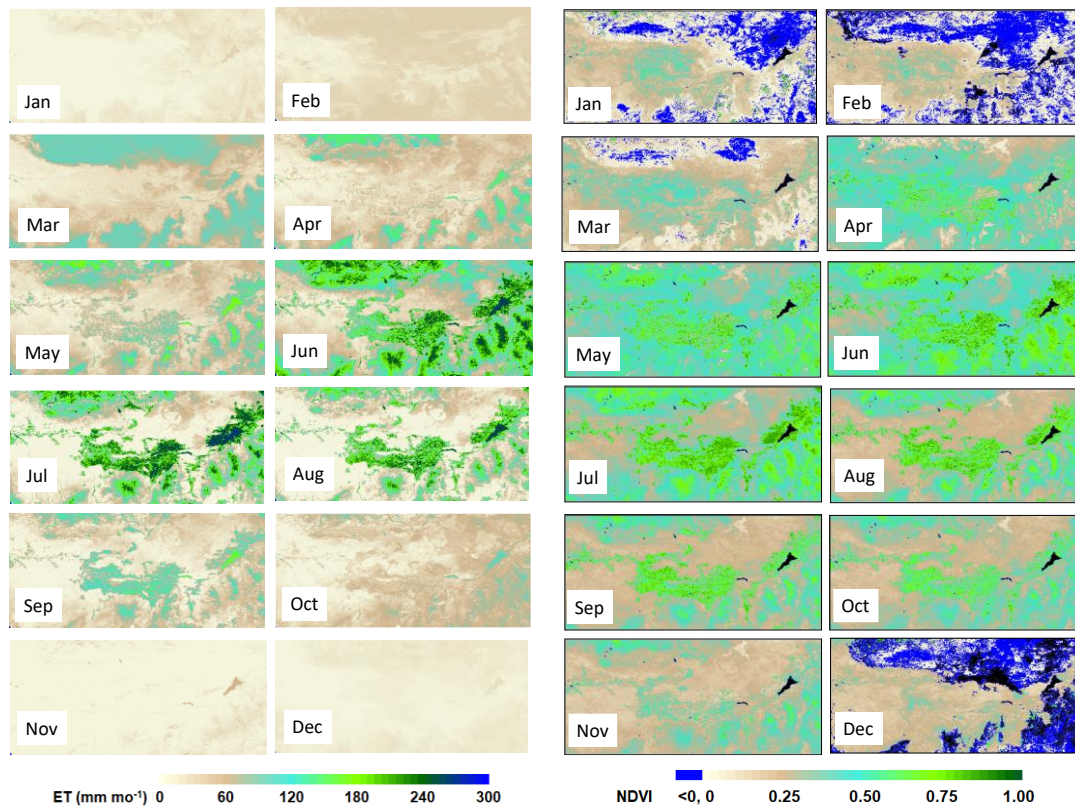 Jan
Feb
Jan
Feb
Mar
Apr
Mar
Apr
May
Jun
May
Jun
Jul
Aug
Jul
Aug
Sep
Oct
Sep
Oct
Nov
Dec
Nov
Dec
ET (mm mo⁻¹) 0 60 120 180 240 300
NDVI <0, 0 0.25 0.50 0.75 1.00